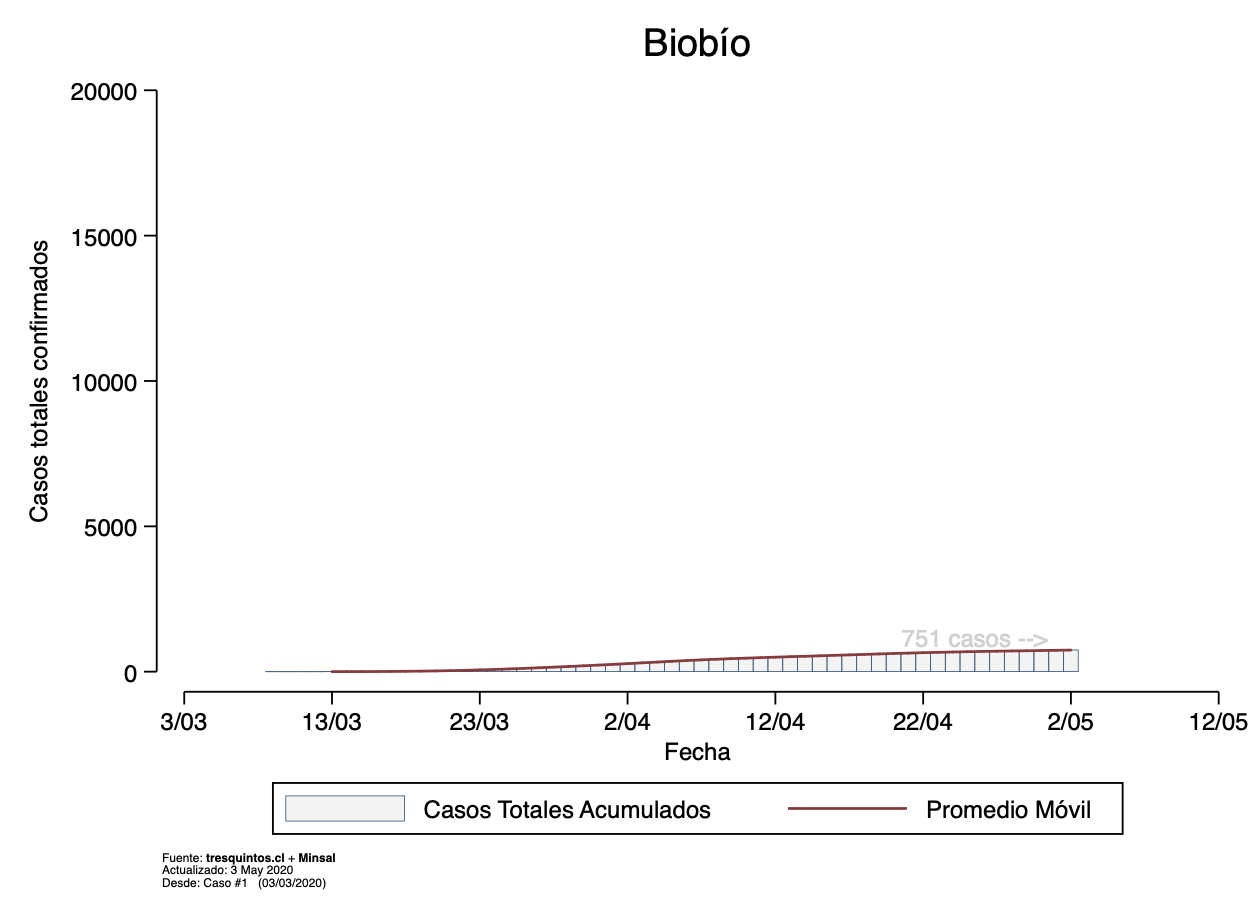 Biobío
20000
15000
10000
5000
0
Casos totales confirmados
751 casos -->
3/03 13/03 23/03 2/04 12/04 22/04 2/05 12/05
Fecha
Casos Totales Acumulados Promedio Móvil
Fuente: tresquintos.cl + Minsal
Actualizado: 3 May 2020
Desde: Caso #1 (03/03/2020)